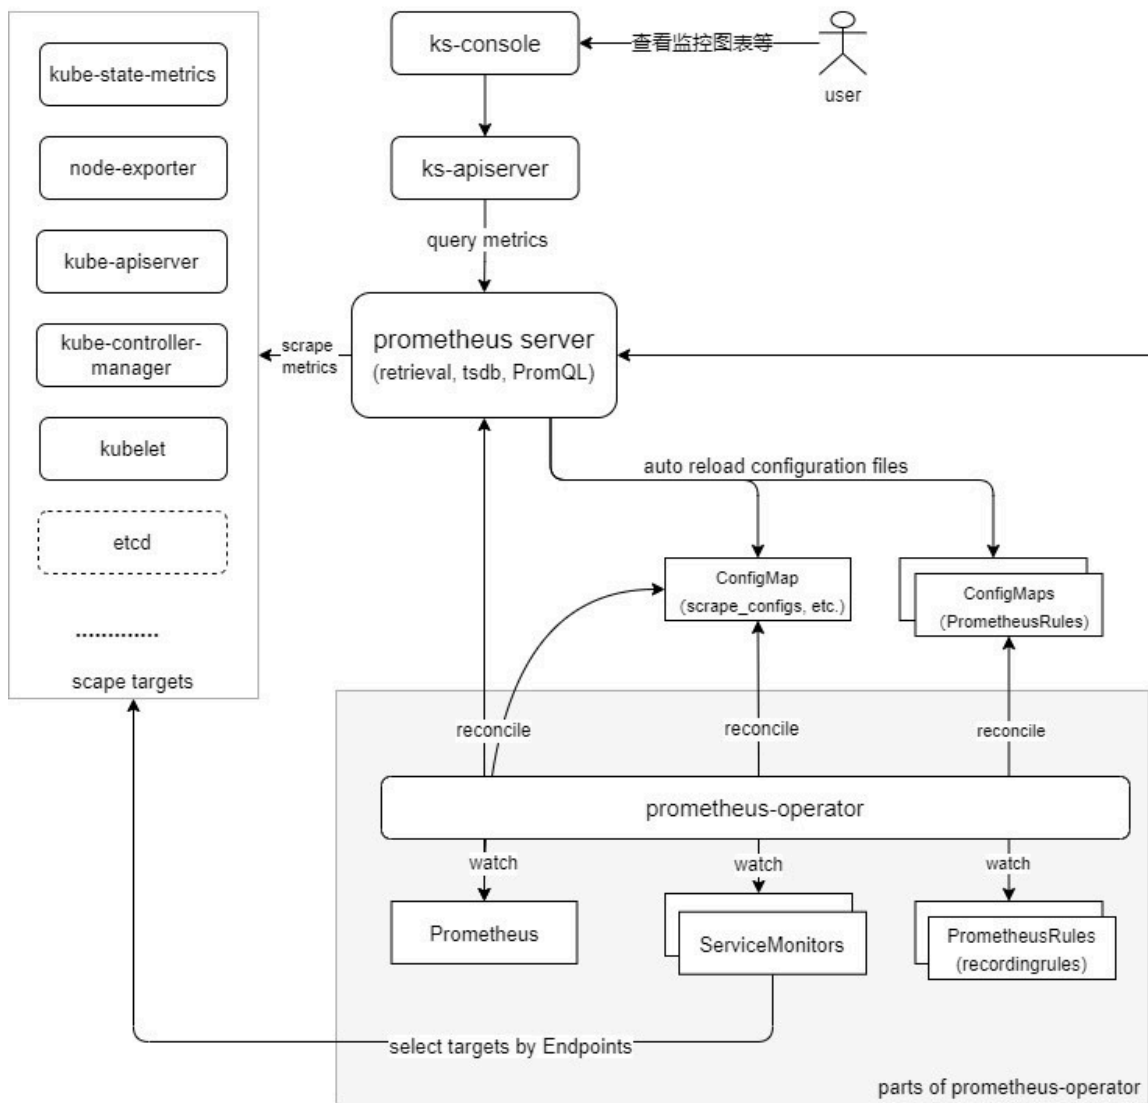 ks-console
查看监控图表等
user
kube-state-metrics
node-exporter
ks-apiserver
query metrics
kube-apiserver
kube-controller-
manager
scrape
metrics
prometheus server
(retrieval, tsdb, PromQL)
kubelet
auto reload configuration files
etcd
ConfigMap
(scrape_configs, etc.)
ConfigMaps
(PrometheusRules)
.............
scape targets
reconcile
reconcile
reconcile
prometheus-operator
watch
watch
watch
Prometheus
ServiceMonitors
PrometheusRules
(recordingrules)
select targets by Endpoints
parts of prometheus-operator